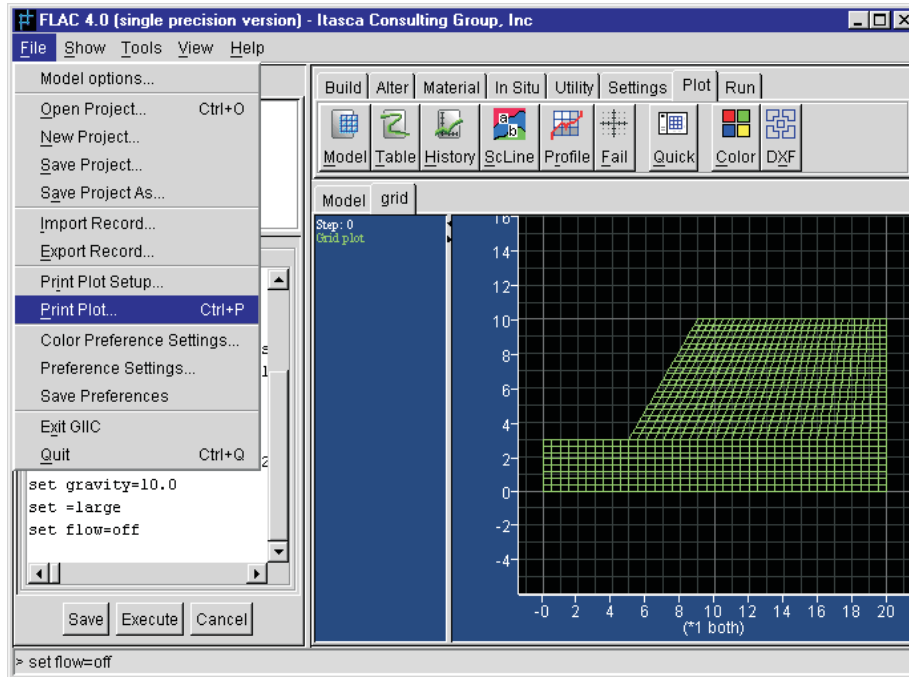 FLAC 4.0 (single precision version) - Itasca Consulting Group, Inc
File Show Tools View Help
Model options...
Open Project... Ctrl+O
New Project...
Save Project...
Save Project As...
Import Record...
Export Record...
Print Plot Setup...
Print Plot... Ctrl+P
Color Preference Settings...
Preference Settings...
Save Preferences
Exit GIIC
Quit Ctrl+Q
set gravity=10.0
set =large
set flow=off
Save Execute Cancel
> set flow=off
Build Alter Material In Situ Utility Settings Plot Run
Model Table History ScLine Profile Fail Quick Color DXF
a b
Model grid
Step: 0
Grid plot
16
14
12
10
8
6
4
2
0
-2
-4
-0 2 4 6 8 10 12 14 16 18 20
(*1 both)